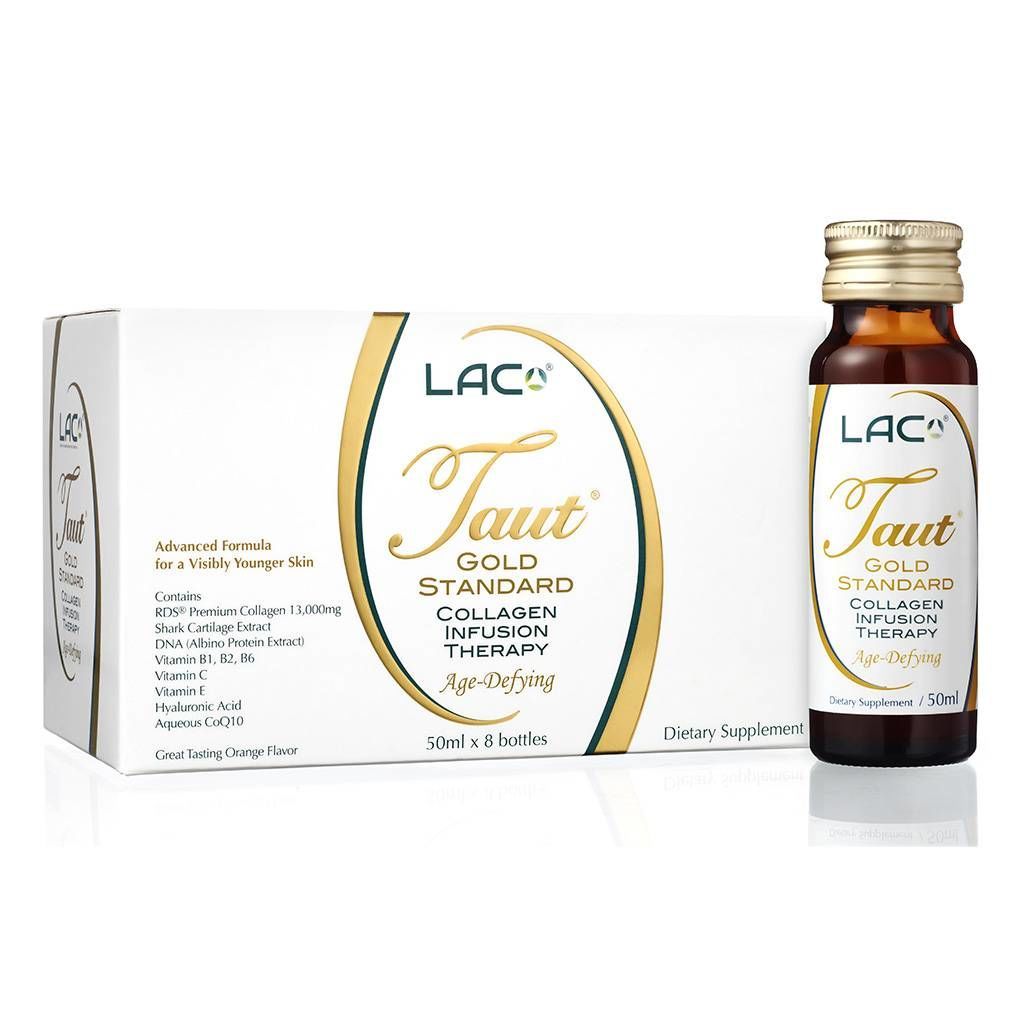 LAC®
Taut®
GOLD
STANDARD
COLLAGEN
INFUSION
THERAPY
Age-Defying
LAC®
Taut®
GOLD
STANDARD
COLLAGEN
INFUSION
THERAPY
Age-Defying
50ml x 8 bottles
Advanced Formula
for a Visibly Younger Skin
Contains
RDS® Premium Collagen 13,000mg
Shark Cartilage Extract
DNA (Albino Protein Extract)
Vitamin B1, B2, B6
Vitamin C
Vitamin E
Hyaluronic Acid
Aqueous CoQ10
Great Tasting Orange Flavor
Dietary Supplement
LAC®
Taut®
GOLD
STANDARD
COLLAGEN
INFUSION
THERAPY
Age-Defying
Dietary Supplement / 50ml